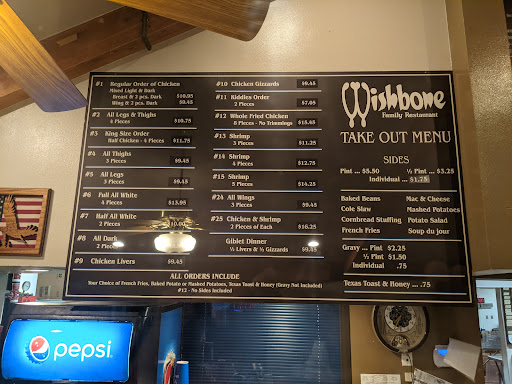 #1 Regular Order of Chicken
Mixed Light & Dark
Breast & 2 pcs. Dark $10.95
Wing & 2 pcs. Dark $9.45
#2 All Legs & Thighs
4 Pieces $10.75
#3 King Size Order
Half Chicken - 4 Pieces $11.75
#4 All Thighs
3 Pieces $9.45
#5 All Legs
3 Pieces $9.45
#6 Full All White
4 Pieces $13.95
#7 Half All White
2 Pieces $10.00
#8 All Dark
2 Pieces
#9 Chicken Livers $9.45
#10 Chicken Gizzards $9.45
#11 Riddles Order
2 Pieces $7.05
#12 Whole Fried Chicken
8 Pieces - No Trimmings $18.95
#13 Shrimp
3 Pieces $11.25
#14 Shrimp
4 Pieces $12.75
#15 Shrimp
5 Pieces $14.25
#24 All Wings
3 Pieces $9.45
#25 Chicken & Shrimp
2 Pieces of Each $16.25
Giblet Dinner
½ Livers & ½ Gizzards $9.45
ALL ORDERS INCLUDE
Your Choice of French Fries, Baked Potato or Mashed Potatoes, Texas Toast & Honey (Gravy Not Included)
#12 - No Sides Included
Wishbone
Family Restaurant
TAKE OUT MENU
SIDES
Pint ... $5.50 ½ Pint ... $3.25
Individual ... $1.75
Baked Beans Mac & Cheese
Cole Slaw Mashed Potatoes
Cornbread Stuffing Potato Salad
French Fries Soup du jour
Gravy ... Pint $2.25
½ Pint $1.50
Individual .75
Texas Toast & Honey ... .75
pepsi